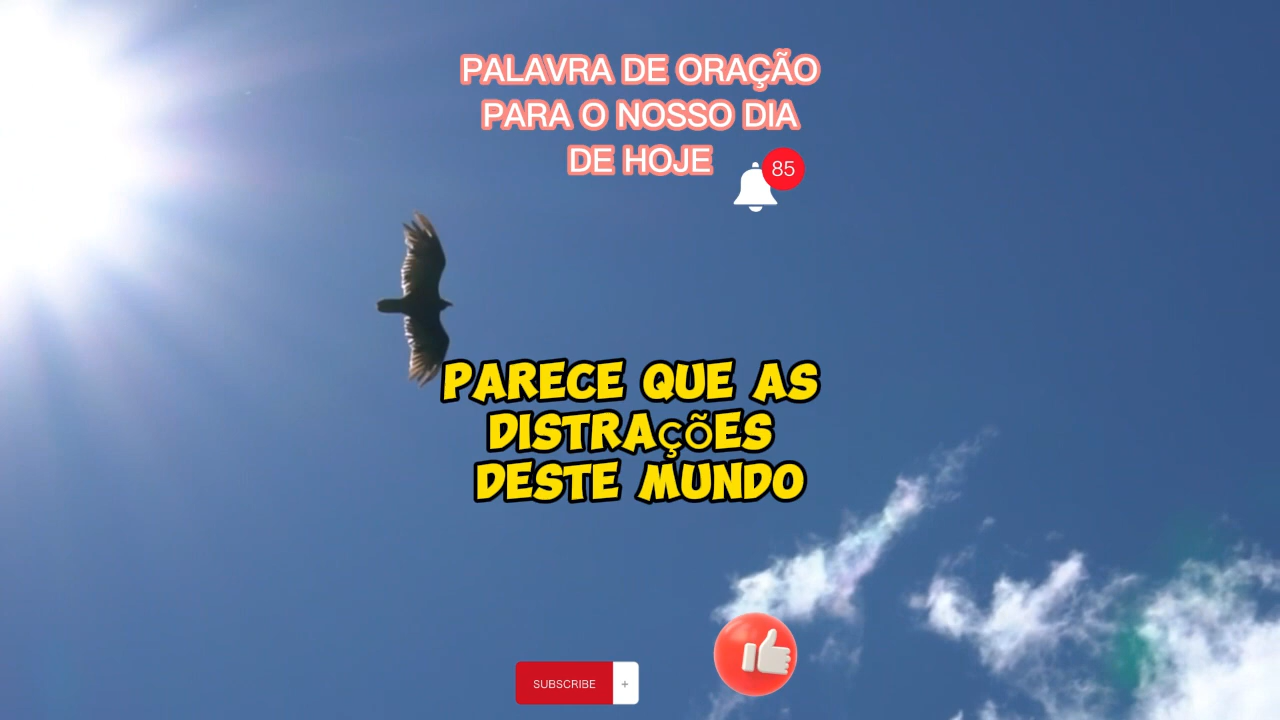 PALAVRA DE ORAÇÃO
PARA O NOSSO DIA
DE HOJE
85
PARECE QUE AS
DISTRAÇÕES
DESTE MUNDO
SUBSCRIBE +